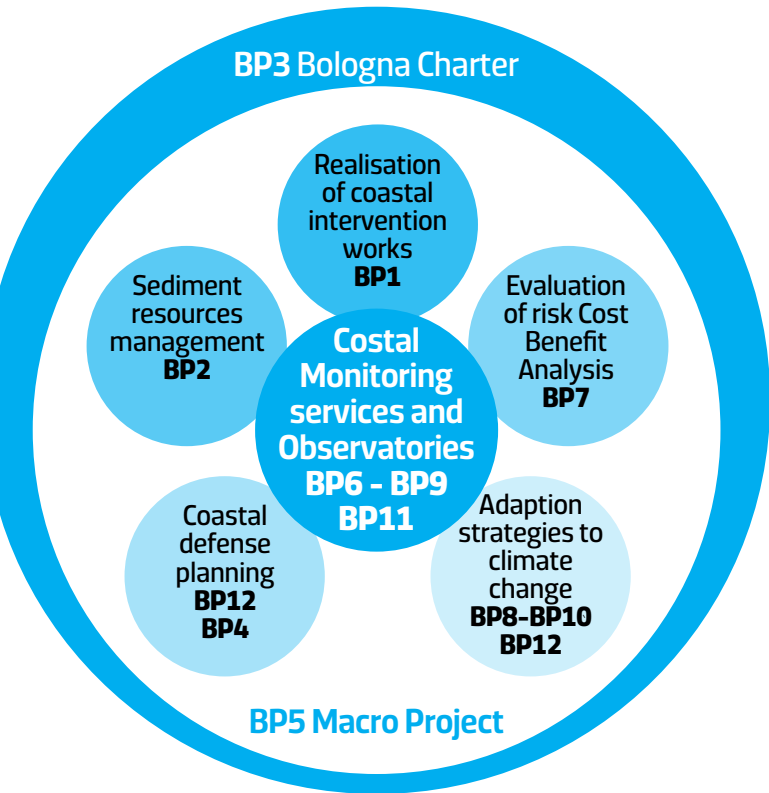 BP3 Bologna Charter
Realisation
of coastal
intervention
works
BP1
Sediment
resources
management
BP2
Evaluation
of risk Cost
Benefit
Analysis
BP7
Costal
Monitoring
services and
Observatories
BP6 - BP9
BP11
Coastal
defense
planning
BP12
BP4
Adaption
strategies to
climate
change
BP8-BP10
BP12
BP5 Macro Project